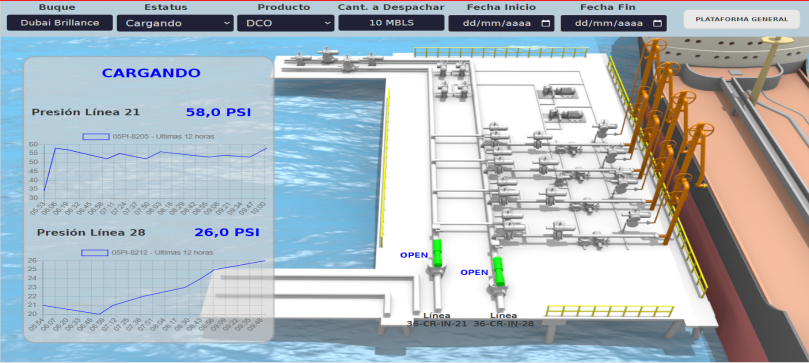 Buque Estatus Producto Cant. a Despachar Fecha Inicio Fecha Fin
Dubai Brillance Cargando DCO 10 MBLS dd/mm/aaaa dd/mm/aaaa PLATAFORMA GENERAL
CARGANDO
Presión Línea 21 58,0 PSI
05PI-8205 - Ultimas 12 horas
60
55
50
45
40
35
30
Presión Línea 28 26,0 PSI
05PI-8212 - Ultimas 12 horas
26
25
24
23
22
21
20
OPEN
OPEN
Línea Línea
36-CR-IN-21 36-CR-IN-28